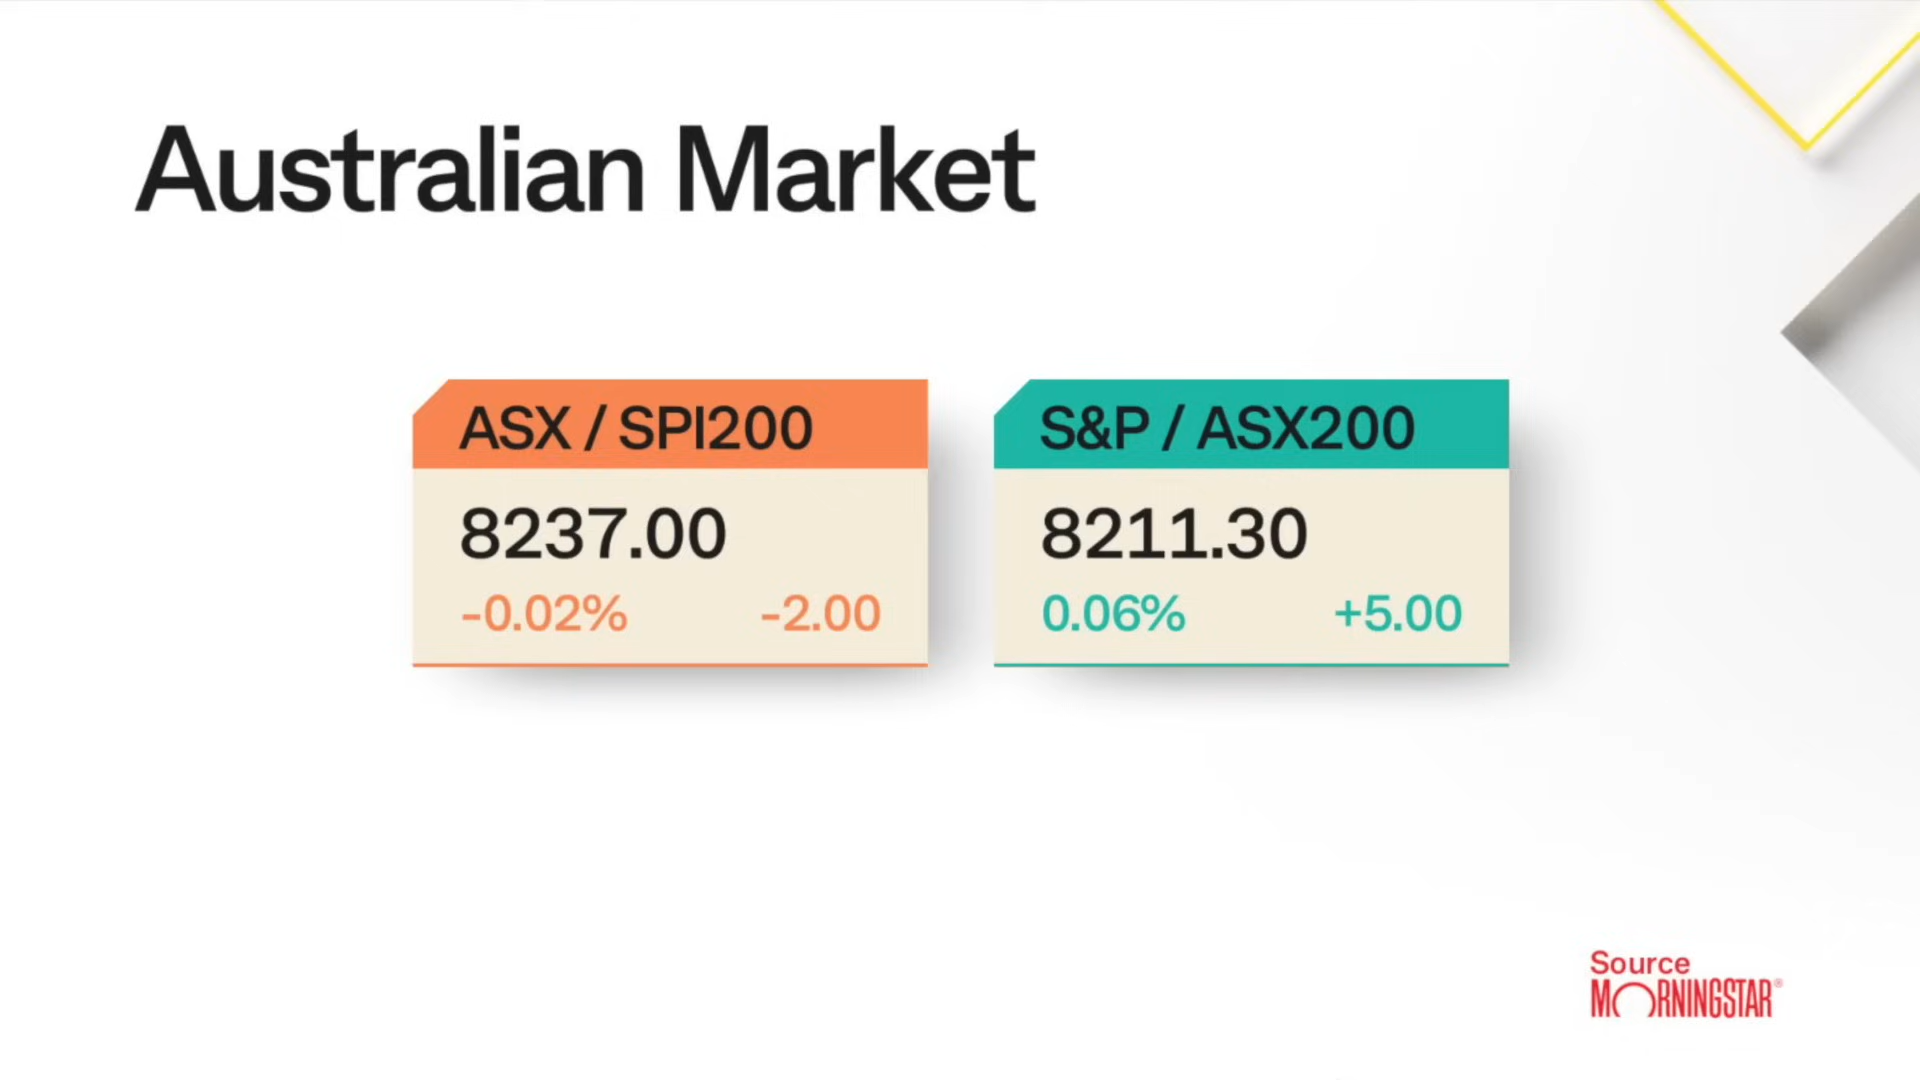 Australian Market
ASX / SPI200
8237.00
-0.02% -2.00
S&P / ASX200
8211.30
0.06% +5.00
Source
MORNINGSTAR®